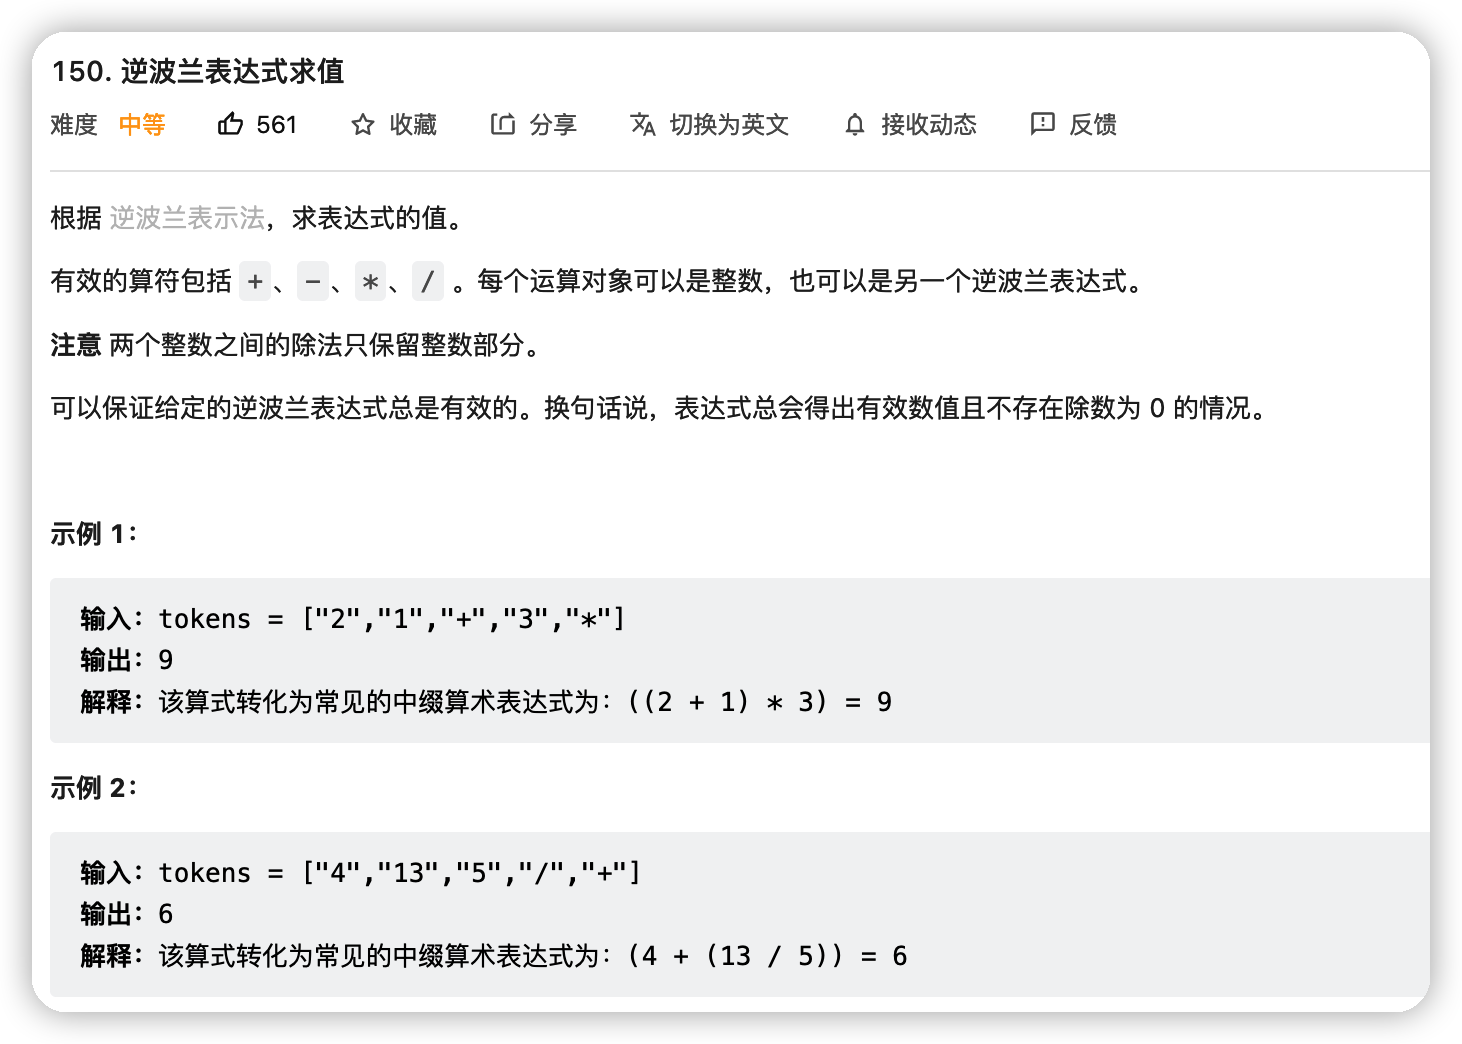 150. 逆波兰表达式求值
难度 中等 561 收藏 分享 切换为英文 接收动态 反馈
根据 逆波兰表示法，求表达式的值。
有效的算符包括 +、-、*、/ 。每个运算对象可以是整数，也可以是另一个逆波兰表达式。
注意 两个整数之间的除法只保留整数部分。
可以保证给定的逆波兰表达式总是有效的。换句话说，表达式总会得出有效数值且不存在除数为 0 的情况。
示例 1：
输入：tokens = ["2","1","+","3","*"]
输出：9
解释：该算式转化为常见的中缀算术表达式为：((2 + 1) * 3) = 9
示例 2：
输入：tokens = ["4","13","5","/","+"]
输出：6
解释：该算式转化为常见的中缀算术表达式为：(4 + (13 / 5)) = 6